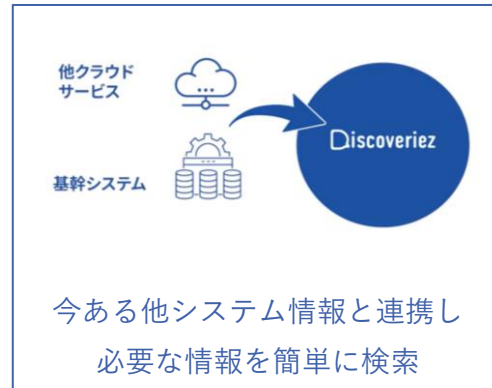 他クラウド
サービス
Discoveriez
基幹システム
今ある他システム情報と連携し
必要な情報を簡単に検索